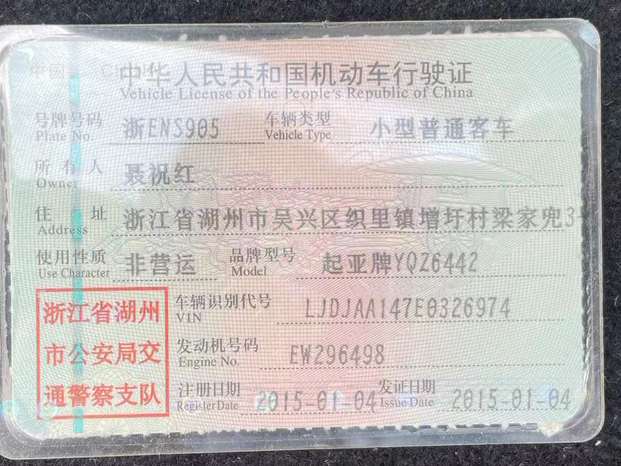 中华人民共和国机动车行驶证
Vehicle License of the People's Republic of China
号牌号码 浙ENS905 车辆类型 小型普通客车
Plate No. Vehicle Type
所有人 聂祝红
Owner
住址 浙江省湖州市吴兴区织里镇增圩村梁家兜3
Address
使用性质 非营运 品牌型号 起亚牌YQZ6442
Use Character Model
浙江省湖州
市公安局交
通警察支队
车辆识别代号 LJDJAA147E0326974
VIN
发动机号码 EW296498
Engine No.
注册日期 2015-01-04 发证日期 2015-01-04
Register Date Issue Date